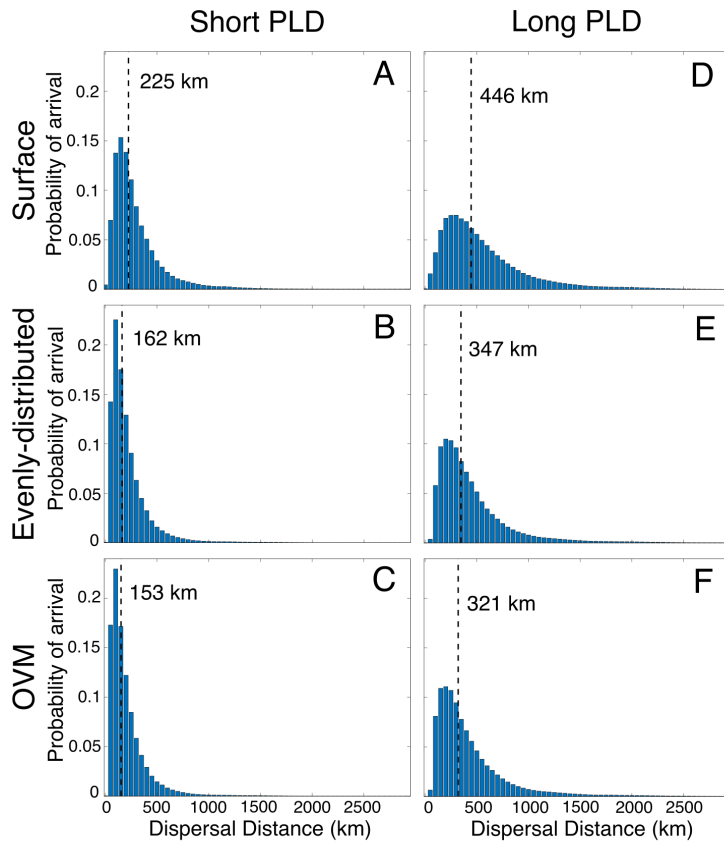 Short PLD
Long PLD
Surface
Probability of arrival
0.2
0.15
0.1
0.05
0
A
225 km
D
446 km
Evenly-distributed
Probability of arrival
0.2
0.15
0.1
0.05
0
B
162 km
E
347 km
OVM
Probability of arrival
0.2
0.15
0.1
0.05
0
C
153 km
F
321 km
0 500 1000 1500 2000 2500
0 500 1000 1500 2000 2500
Dispersal Distance (km)
Dispersal Distance (km)